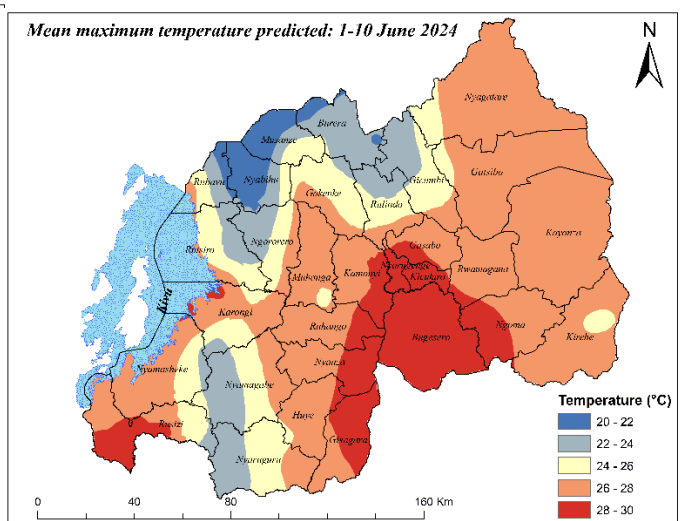 Mean maximum temperature predicted: 1-10 June 2024
N
Nyagatare
Burera
Musanze
Gatsibo
Nyabihu
Rubavu
Gicumbi
Gakenke
Rulindo
Kayonza
Ngororero
Rutsiro
Gasabo
Nyarugenge
Kicukiro
Rwamagana
Muhanga
Kamonyi
Kivu
Karongi
Ruhango
Bugesera
Ngoma
Kirehe
Nyanza
Nyamasheke
Nyamagabe
Huye
Rusizi
Gisagara
Nyaruguru
Temperature (°C)
20 - 22
22 - 24
24 - 26
26 - 28
28 - 30
0 40 80 160 Km